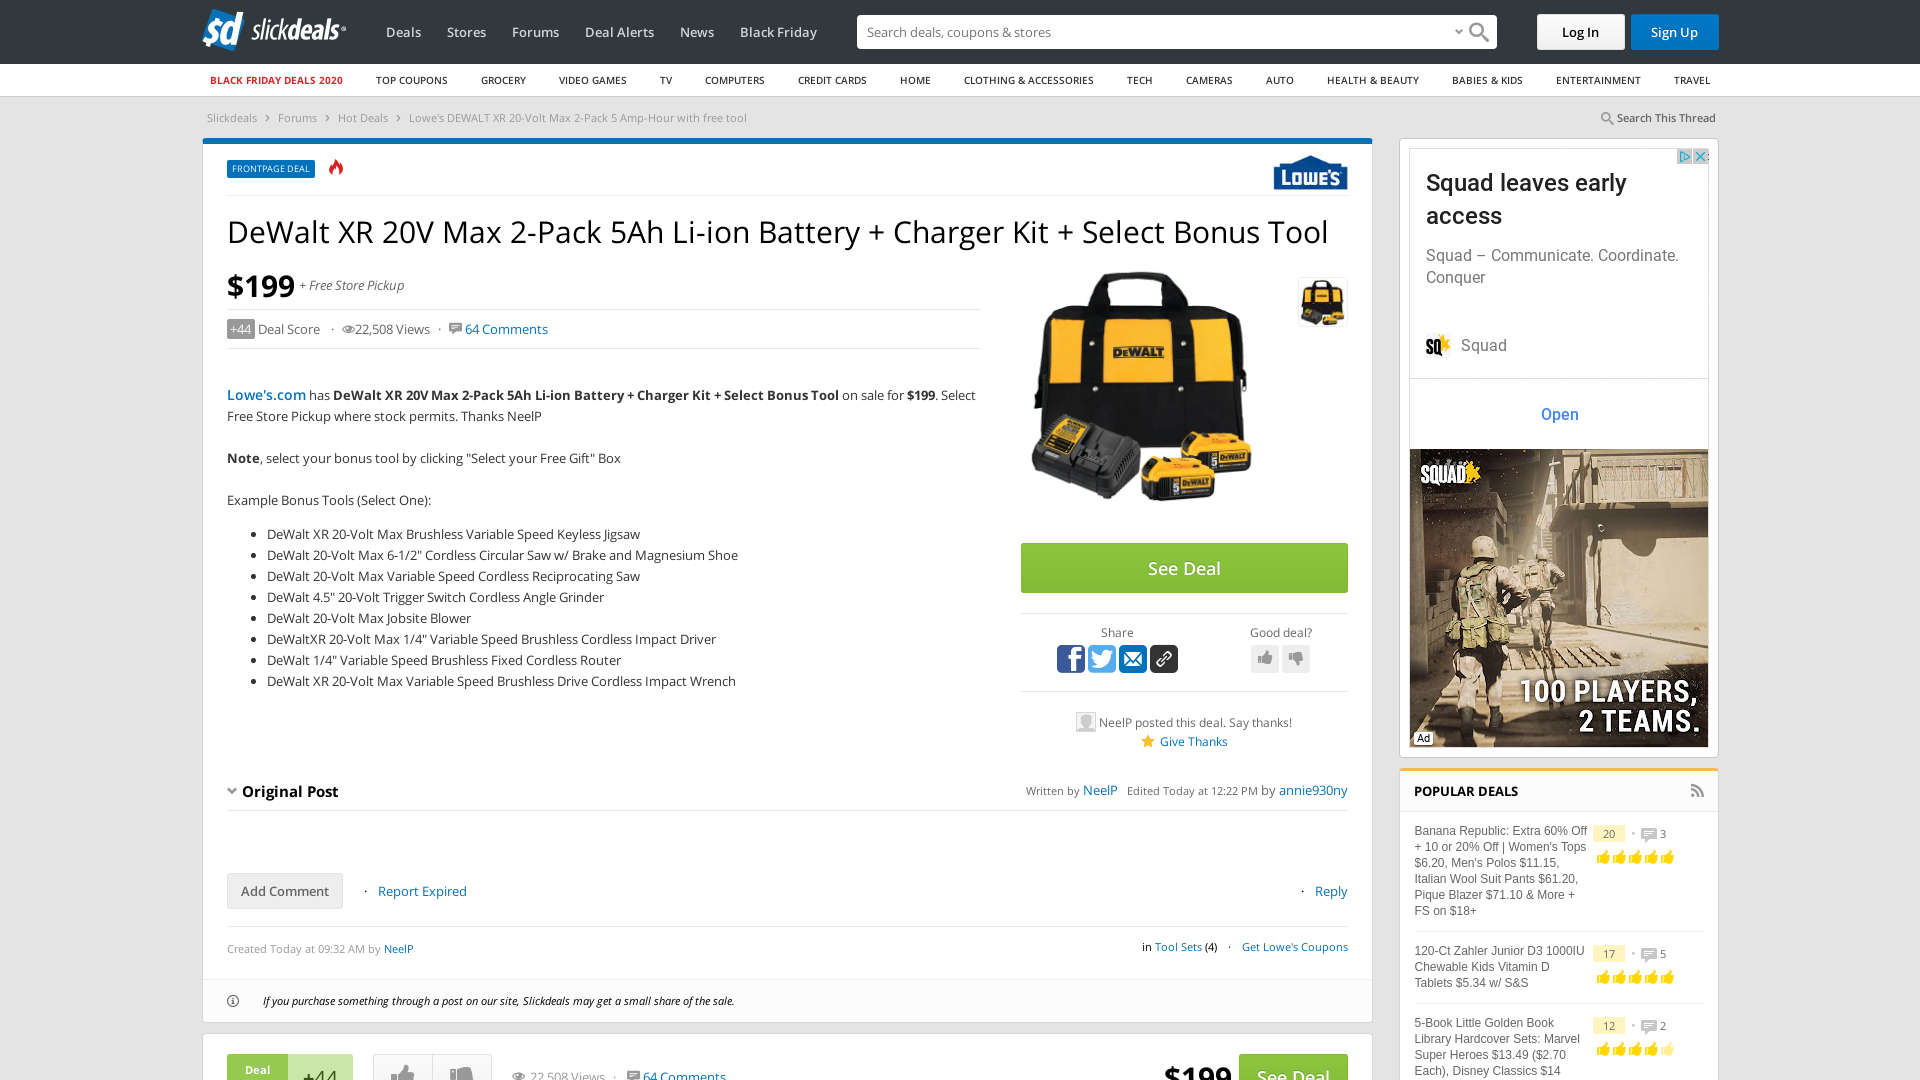 slickdeals
Deals
Stores
Forums
Deal Alerts
News
Black Friday
Search deals, coupons & stores
Log In
Sign Up
BLACK FRIDAY DEALS 2020
TOP COUPONS
GROCERY
VIDEO GAMES
TV
COMPUTERS
CREDIT CARDS
HOME
CLOTHING & ACCESSORIES
TECH
CAMERAS
AUTO
HEALTH & BEAUTY
BABIES & KIDS
ENTERTAINMENT
TRAVEL
Slickdeals › Forums › Hot Deals › Lowe's DEWALT XR 20-Volt Max 2-Pack 5 Amp-Hour with free tool
Search This Thread
FRONTPAGE DEAL
LOWE'S
DeWalt XR 20V Max 2-Pack 5Ah Li-ion Battery + Charger Kit + Select Bonus Tool
$199 + Free Store Pickup
+44 Deal Score · 22,508 Views · 64 Comments
DEWALT
Lowe's.com has DeWalt XR 20V Max 2-Pack 5Ah Li-ion Battery + Charger Kit + Select Bonus Tool on sale for $199. Select
Free Store Pickup where stock permits. Thanks NeelP
Note, select your bonus tool by clicking "Select your Free Gift" Box
Example Bonus Tools (Select One):
• DeWalt XR 20-Volt Max Brushless Variable Speed Keyless Jigsaw
• DeWalt 20-Volt Max 6-1/2" Cordless Circular Saw w/ Brake and Magnesium Shoe
• DeWalt 20-Volt Max Variable Speed Cordless Reciprocating Saw
• DeWalt 4.5" 20-Volt Trigger Switch Cordless Angle Grinder
• DeWalt 20-Volt Max Jobsite Blower
• DeWaltXR 20-Volt Max 1/4" Variable Speed Brushless Cordless Impact Driver
• DeWalt 1/4" Variable Speed Brushless Fixed Cordless Router
• DeWalt XR 20-Volt Max Variable Speed Brushless Drive Cordless Impact Wrench
See Deal
Share
Good deal?
NeelP posted this deal. Say thanks!
Give Thanks
Original Post
Written by NeelP Edited Today at 12:22 PM by annie930ny
Add Comment · Report Expired
· Reply
Created Today at 09:32 AM by NeelP
in Tool Sets (4) · Get Lowe's Coupons
If you purchase something through a post on our site, Slickdeals may get a small share of the sale.
Deal
+44
22,508 Views · 64 Comments
$199
See Deal
Squad leaves early
access
Squad – Communicate. Coordinate.
Conquer
SQ
Squad
Open
SQUAD
100 PLAYERS,
2 TEAMS.
Ad
POPULAR DEALS
Banana Republic: Extra 60% Off
+ 10 or 20% Off | Women's Tops
$6.20, Men's Polos $11.15,
Italian Wool Suit Pants $61.20,
Pique Blazer $71.10 & More +
FS on $18+
20 • 3
120-Ct Zahler Junior D3 1000IU
Chewable Kids Vitamin D
Tablets $5.34 w/ S&S
17 • 5
5-Book Little Golden Book
Library Hardcover Sets: Marvel
Super Heroes $13.49 ($2.70
Each), Disney Classics $14
12 • 2